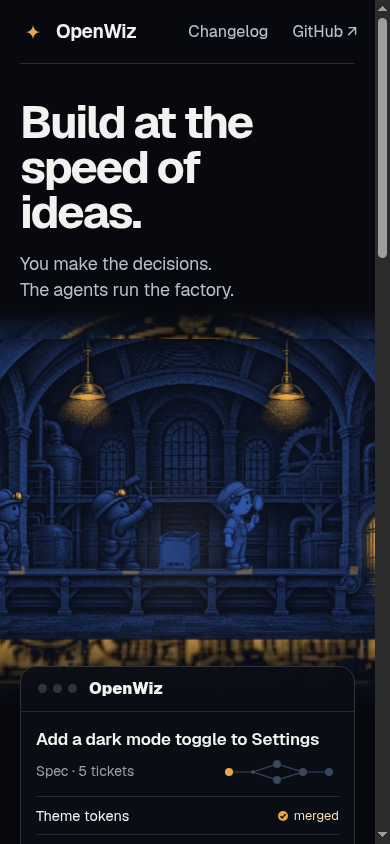 OpenWiz
Changelog
GitHub ↗
Build at the
speed of
ideas.
You make the decisions.
The agents run the factory.
OpenWiz
Add a dark mode toggle to Settings
Spec · 5 tickets
Theme tokens
merged